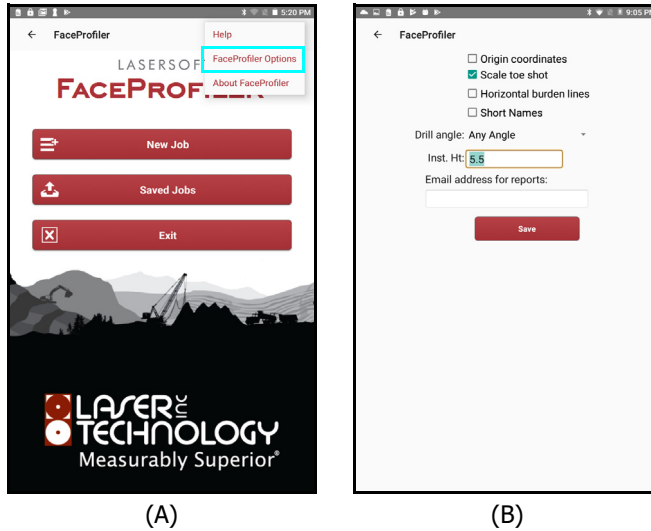 5:20 PM
← FaceProfiler
Help
LASERSOF
FaceProfiler Options
FACEPROFILER
About FaceProfiler
New Job
Saved Jobs
Exit
LASER INC
TECHNOLOGY
Measurably Superior®
(A)
9:05 PM
← FaceProfiler
Origin coordinates
Scale toe shot
Horizontal burden lines
Short Names
Drill angle: Any Angle
Inst. Ht: 5.5
Email address for reports:
Save
(B)